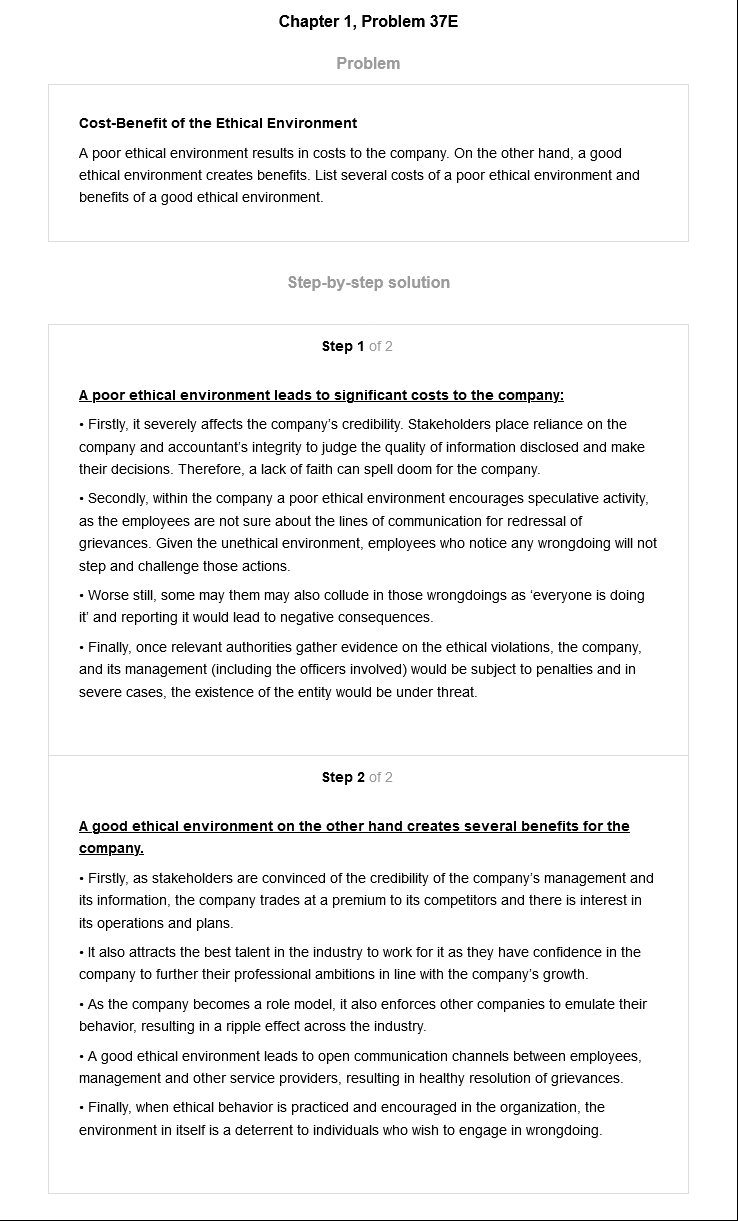 Chapter 1, Problem 37E
Problem
Cost-Benefit of the Ethical Environment
A poor ethical environment results in costs to the company. On the other hand, a good
ethical environment creates benefits. List several costs of a poor ethical environment and
benefits of a good ethical environment.
Step-by-step solution
Step 1 of 2
A poor ethical environment leads to significant costs to the company:
• Firstly, it severely affects the company's credibility. Stakeholders place reliance on the
company and accountant's integrity to judge the quality of information disclosed and make
their decisions. Therefore, a lack of faith can spell doom for the company.
• Secondly, within the company a poor ethical environment encourages speculative activity,
as the employees are not sure about the lines of communication for redressal of
grievances. Given the unethical environment, employees who notice any wrongdoing will not
step and challenge those actions.
• Worse still, some may them may also collude in those wrongdoings as ‘everyone is doing
it’ and reporting it would lead to negative consequences.
• Finally, once relevant authorities gather evidence on the ethical violations, the company,
and its management (including the officers involved) would be subject to penalties and in
severe cases, the existence of the entity would be under threat.
Step 2 of 2
A good ethical environment on the other hand creates several benefits for the
company.
• Firstly, as stakeholders are convinced of the credibility of the company's management and
its information, the company trades at a premium to its competitors and there is interest in
its operations and plans.
• It also attracts the best talent in the industry to work for it as they have confidence in the
company to further their professional ambitions in line with the company's growth.
• As the company becomes a role model, it also enforces other companies to emulate their
behavior, resulting in a ripple effect across the industry.
• A good ethical environment leads to open communication channels between employees,
management and other service providers, resulting in healthy resolution of grievances.
• Finally, when ethical behavior is practiced and encouraged in the organization, the
environment in itself is a deterrent to individuals who wish to engage in wrongdoing.